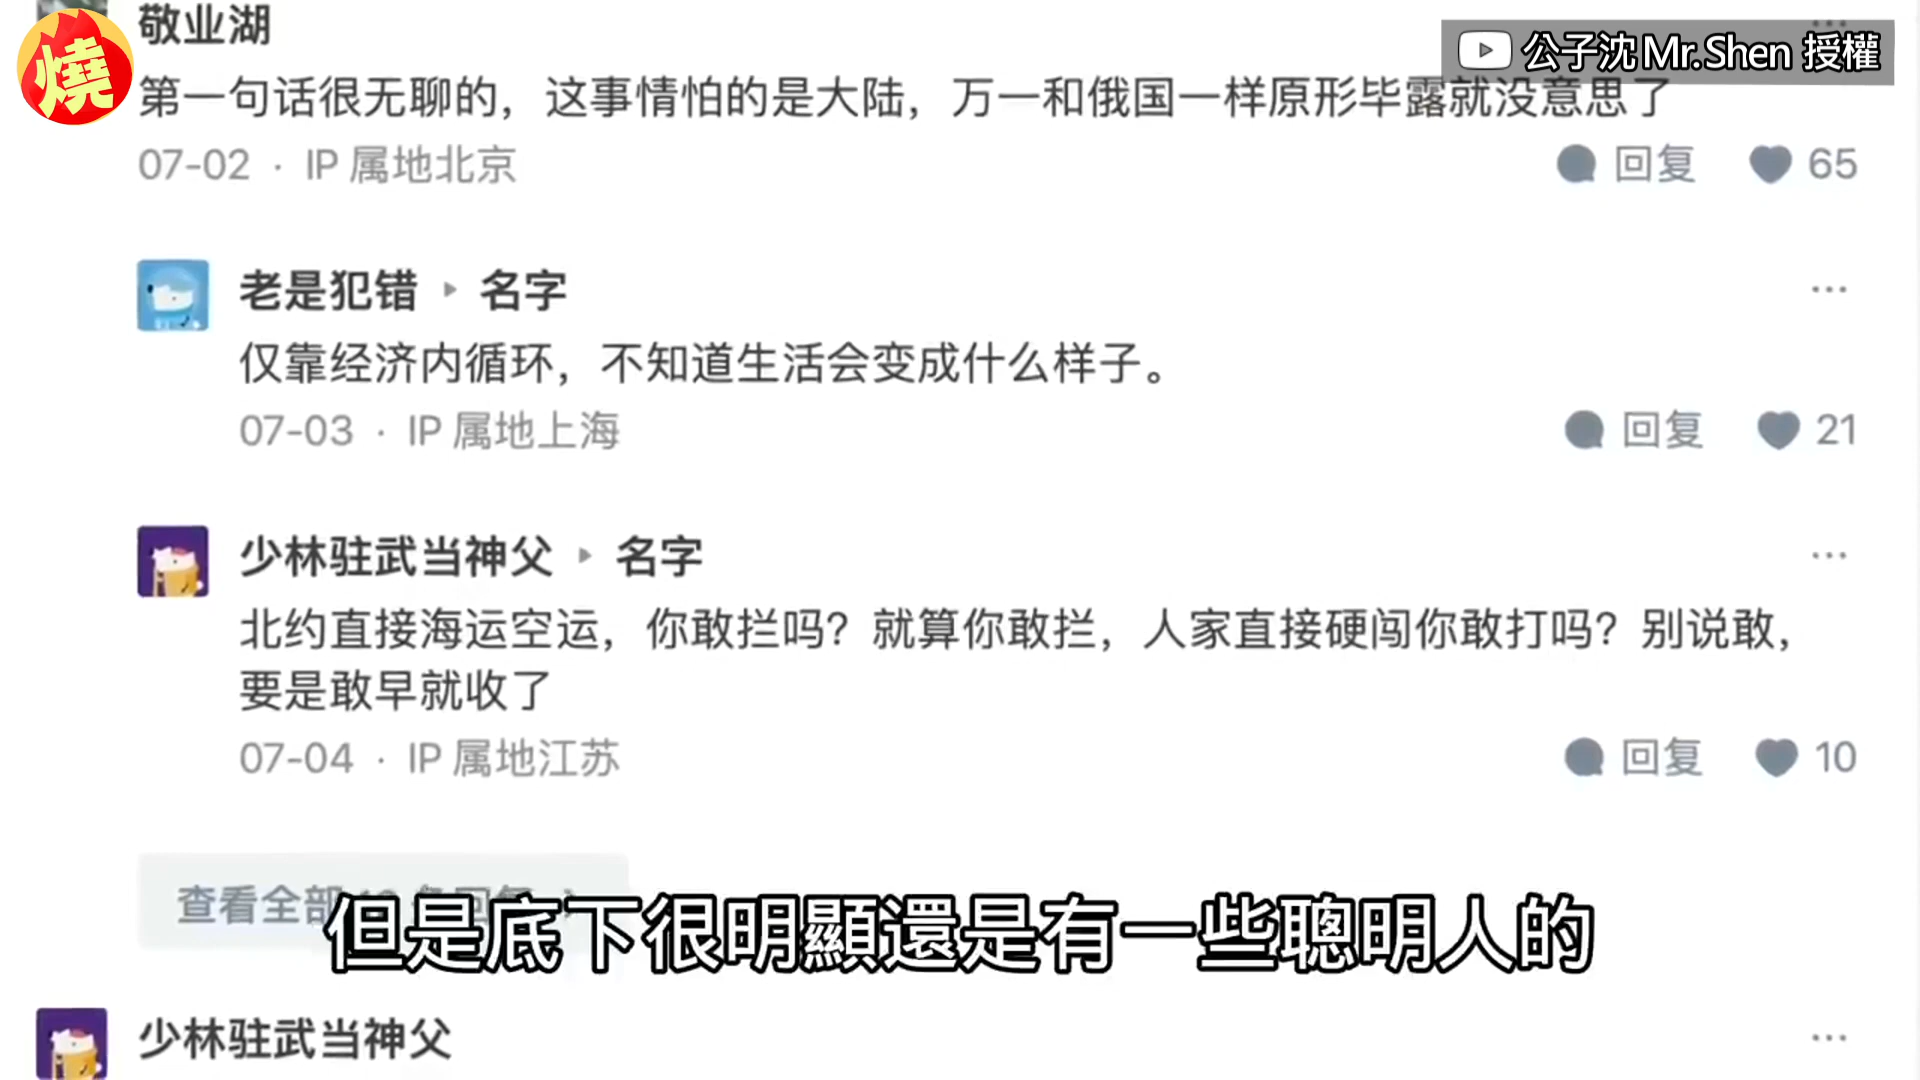 敬业湖
燒
公子沈Mr.Shen 授權
第一句话很无聊的，这事情怕的是大陆，万一和俄国一样原形毕露就没意思了
07-02 · IP 属地北京 回复 65
老是犯错 ▸ 名字
仅靠经济内循环，不知道生活会变成什么样子。
07-03 · IP 属地上海 回复 21
少林驻武当神父 ▸ 名字
北约直接海运空运，你敢拦吗？就算你敢拦，人家直接硬闯你敢打吗？别说敢，
要是敢早就收了
07-04 · IP 属地江苏 回复 10
查看全部
但是底下很明顯還是有一些聰明人的
少林驻武当神父